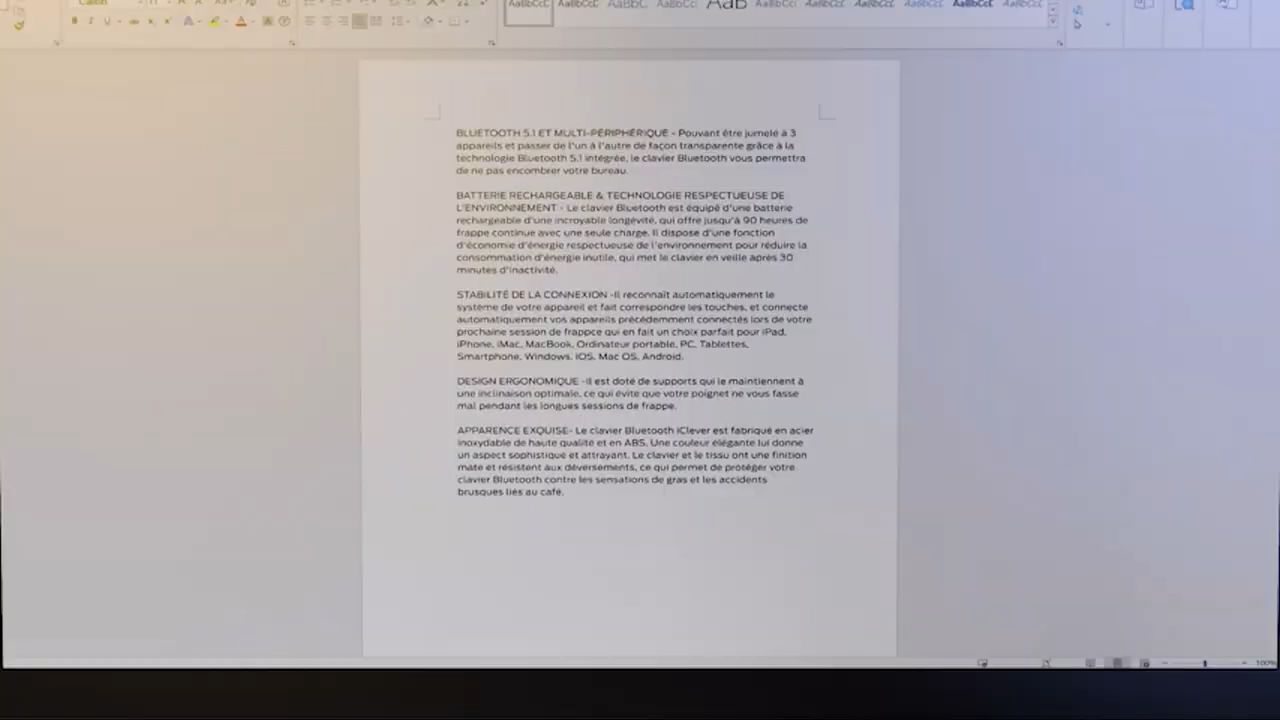 AaBbCcL
BLUETOOTH 5.1 ET MULTI-PÉRIPHÉRIQUE - Pouvant être jumelé à 3
appareils et passer de l'un à l'autre de façon transparente grâce à la
technologie Bluetooth 5.1 intégrée, le clavier Bluetooth vous permettra
de ne pas encombrer votre bureau.
BATTERIE RECHARGEABLE & TECHNOLOGIE RESPECTUEUSE DE
L'ENVIRONNEMENT - Le clavier Bluetooth est équipé d'une batterie
rechargeable d'une incroyable longévité, qui offre jusqu'à 90 heures de
frappe continue avec une seule charge. Il dispose d'une fonction
d'économie d'énergie respectueuse de l'environnement pour réduire la
consommation d'énergie inutile, qui met le clavier en veille après 30
minutes d'inactivité.
STABILITÉ DE LA CONNEXION -Il reconnaît automatiquement le
système de votre appareil et fait correspondre les touches, et connecte
automatiquement vos appareils précédemment connectés lors de votre
prochaine session de frappce qui en fait un choix parfait pour iPad,
iPhone, iMac, MacBook, Ordinateur portable, PC, Tablettes,
Smartphone, Windows, iOS, Mac OS, Android.
DESIGN ERGONOMIQUE -Il est doté de supports qui le maintiennent à
une inclinaison optimale, ce qui évite que votre poignet ne vous fasse
mal pendant les longues sessions de frappe.
APPARENCE EXQUISE- Le clavier Bluetooth iClever est fabriqué en acier
inoxydable de haute qualité et en ABS. Une couleur élégante lui donne
un aspect sophistiqué et attrayant. Le clavier et le tissu ont une finition
mate et résistent aux déversements, ce qui permet de protéger votre
clavier Bluetooth contre les sensations de gras et les accidents
brusques liés au café.
100%